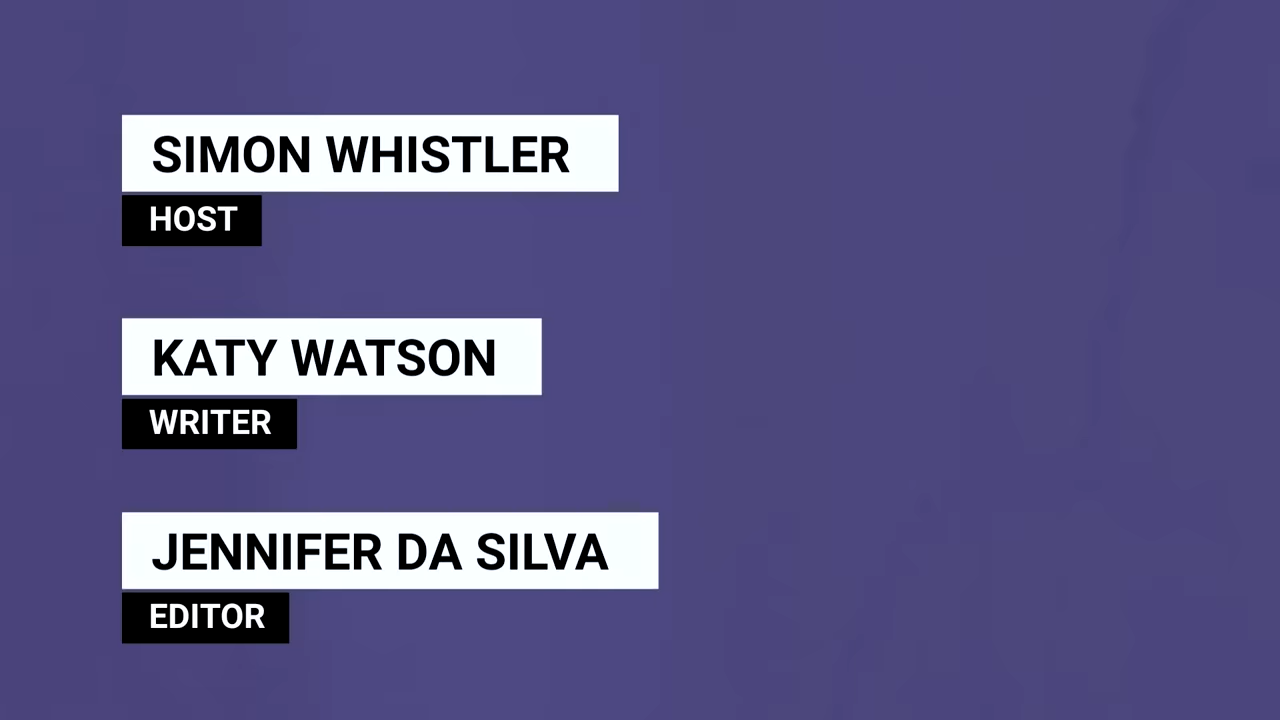 SIMON WHISTLER
HOST
KATY WATSON
WRITER
JENNIFER DA SILVA
EDITOR